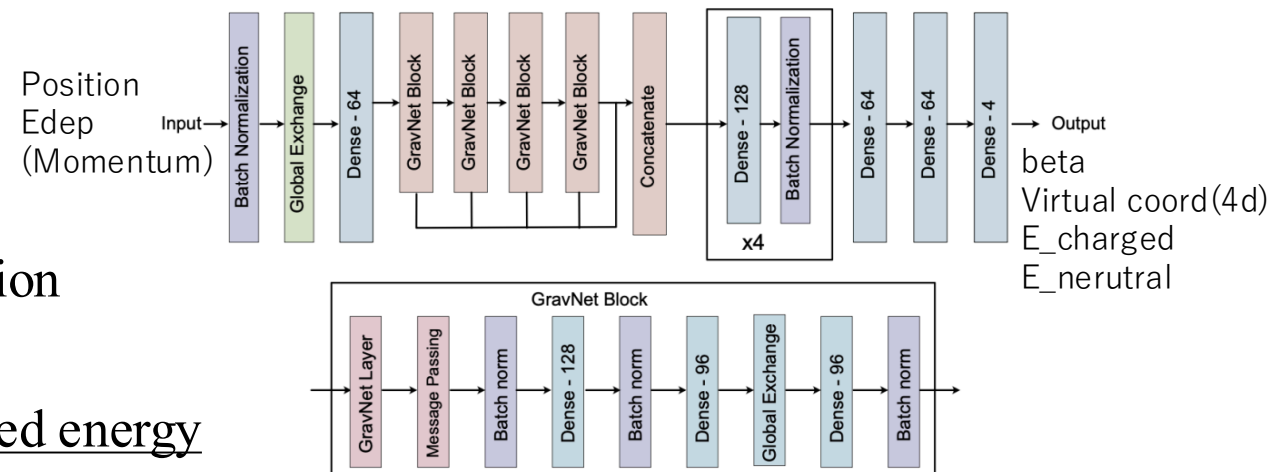 Position
Edep
(Momentum)
Input
Batch Normalization
Global Exchange
Dense - 64
GravNet Block
GravNet Block
GravNet Block
GravNet Block
Concatenate
Dense - 128
Batch Normalization
x4
Dense - 64
Dense - 64
Dense - 4
Output
beta
Virtual coord(4d)
E_charged
E_nerutral
ion
ed energy
GravNet Block
GravNet Layer
Message Passing
Batch norm
Dense - 128
Batch norm
Dense - 96
Global Exchange
Dense - 96
Batch norm